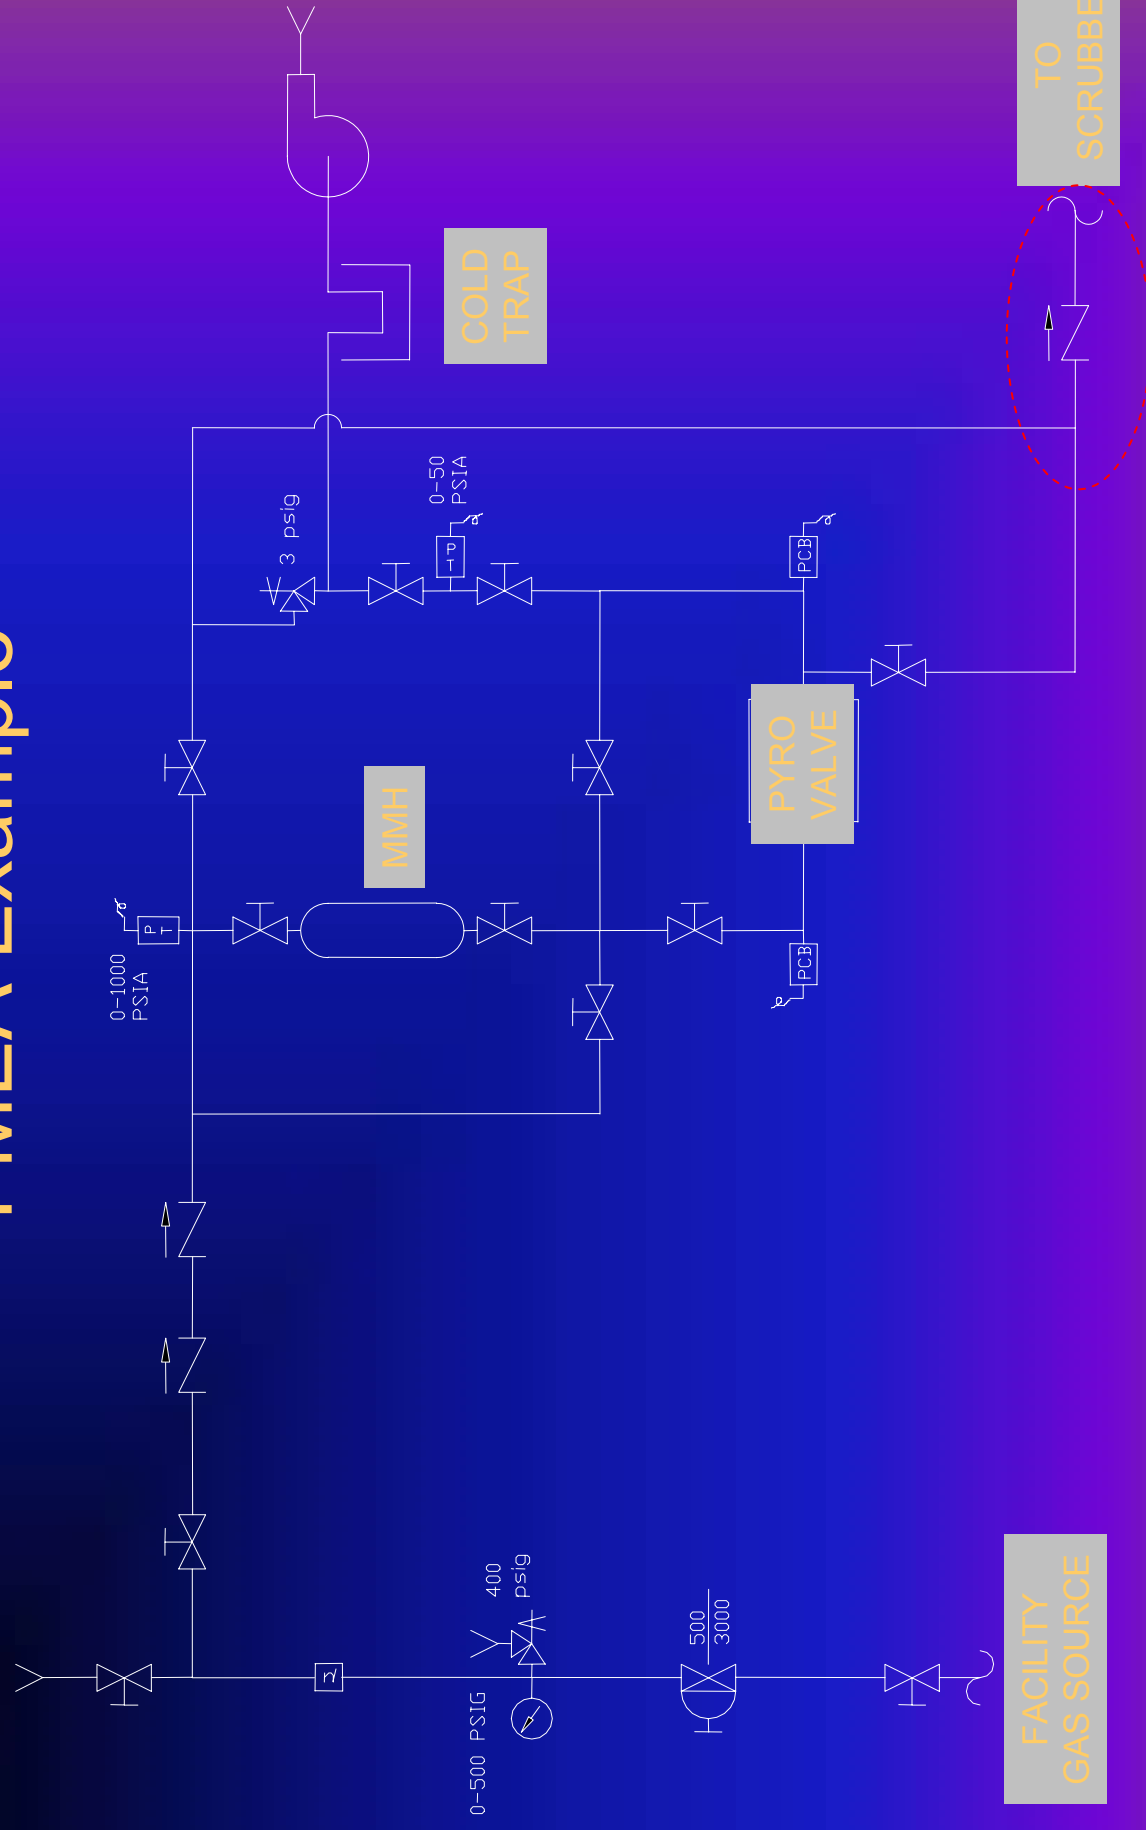 FMEA Example
0-1000
PSIA
P
T
3 psig
MMH
0-50
PSIA
P
T
COLD
TRAP
0-500 PSIG
400
psig
500
3000
PYRO
VALVE
PCB
PCB
FACILITY
GAS SOURCE
TO
SCRUBBE